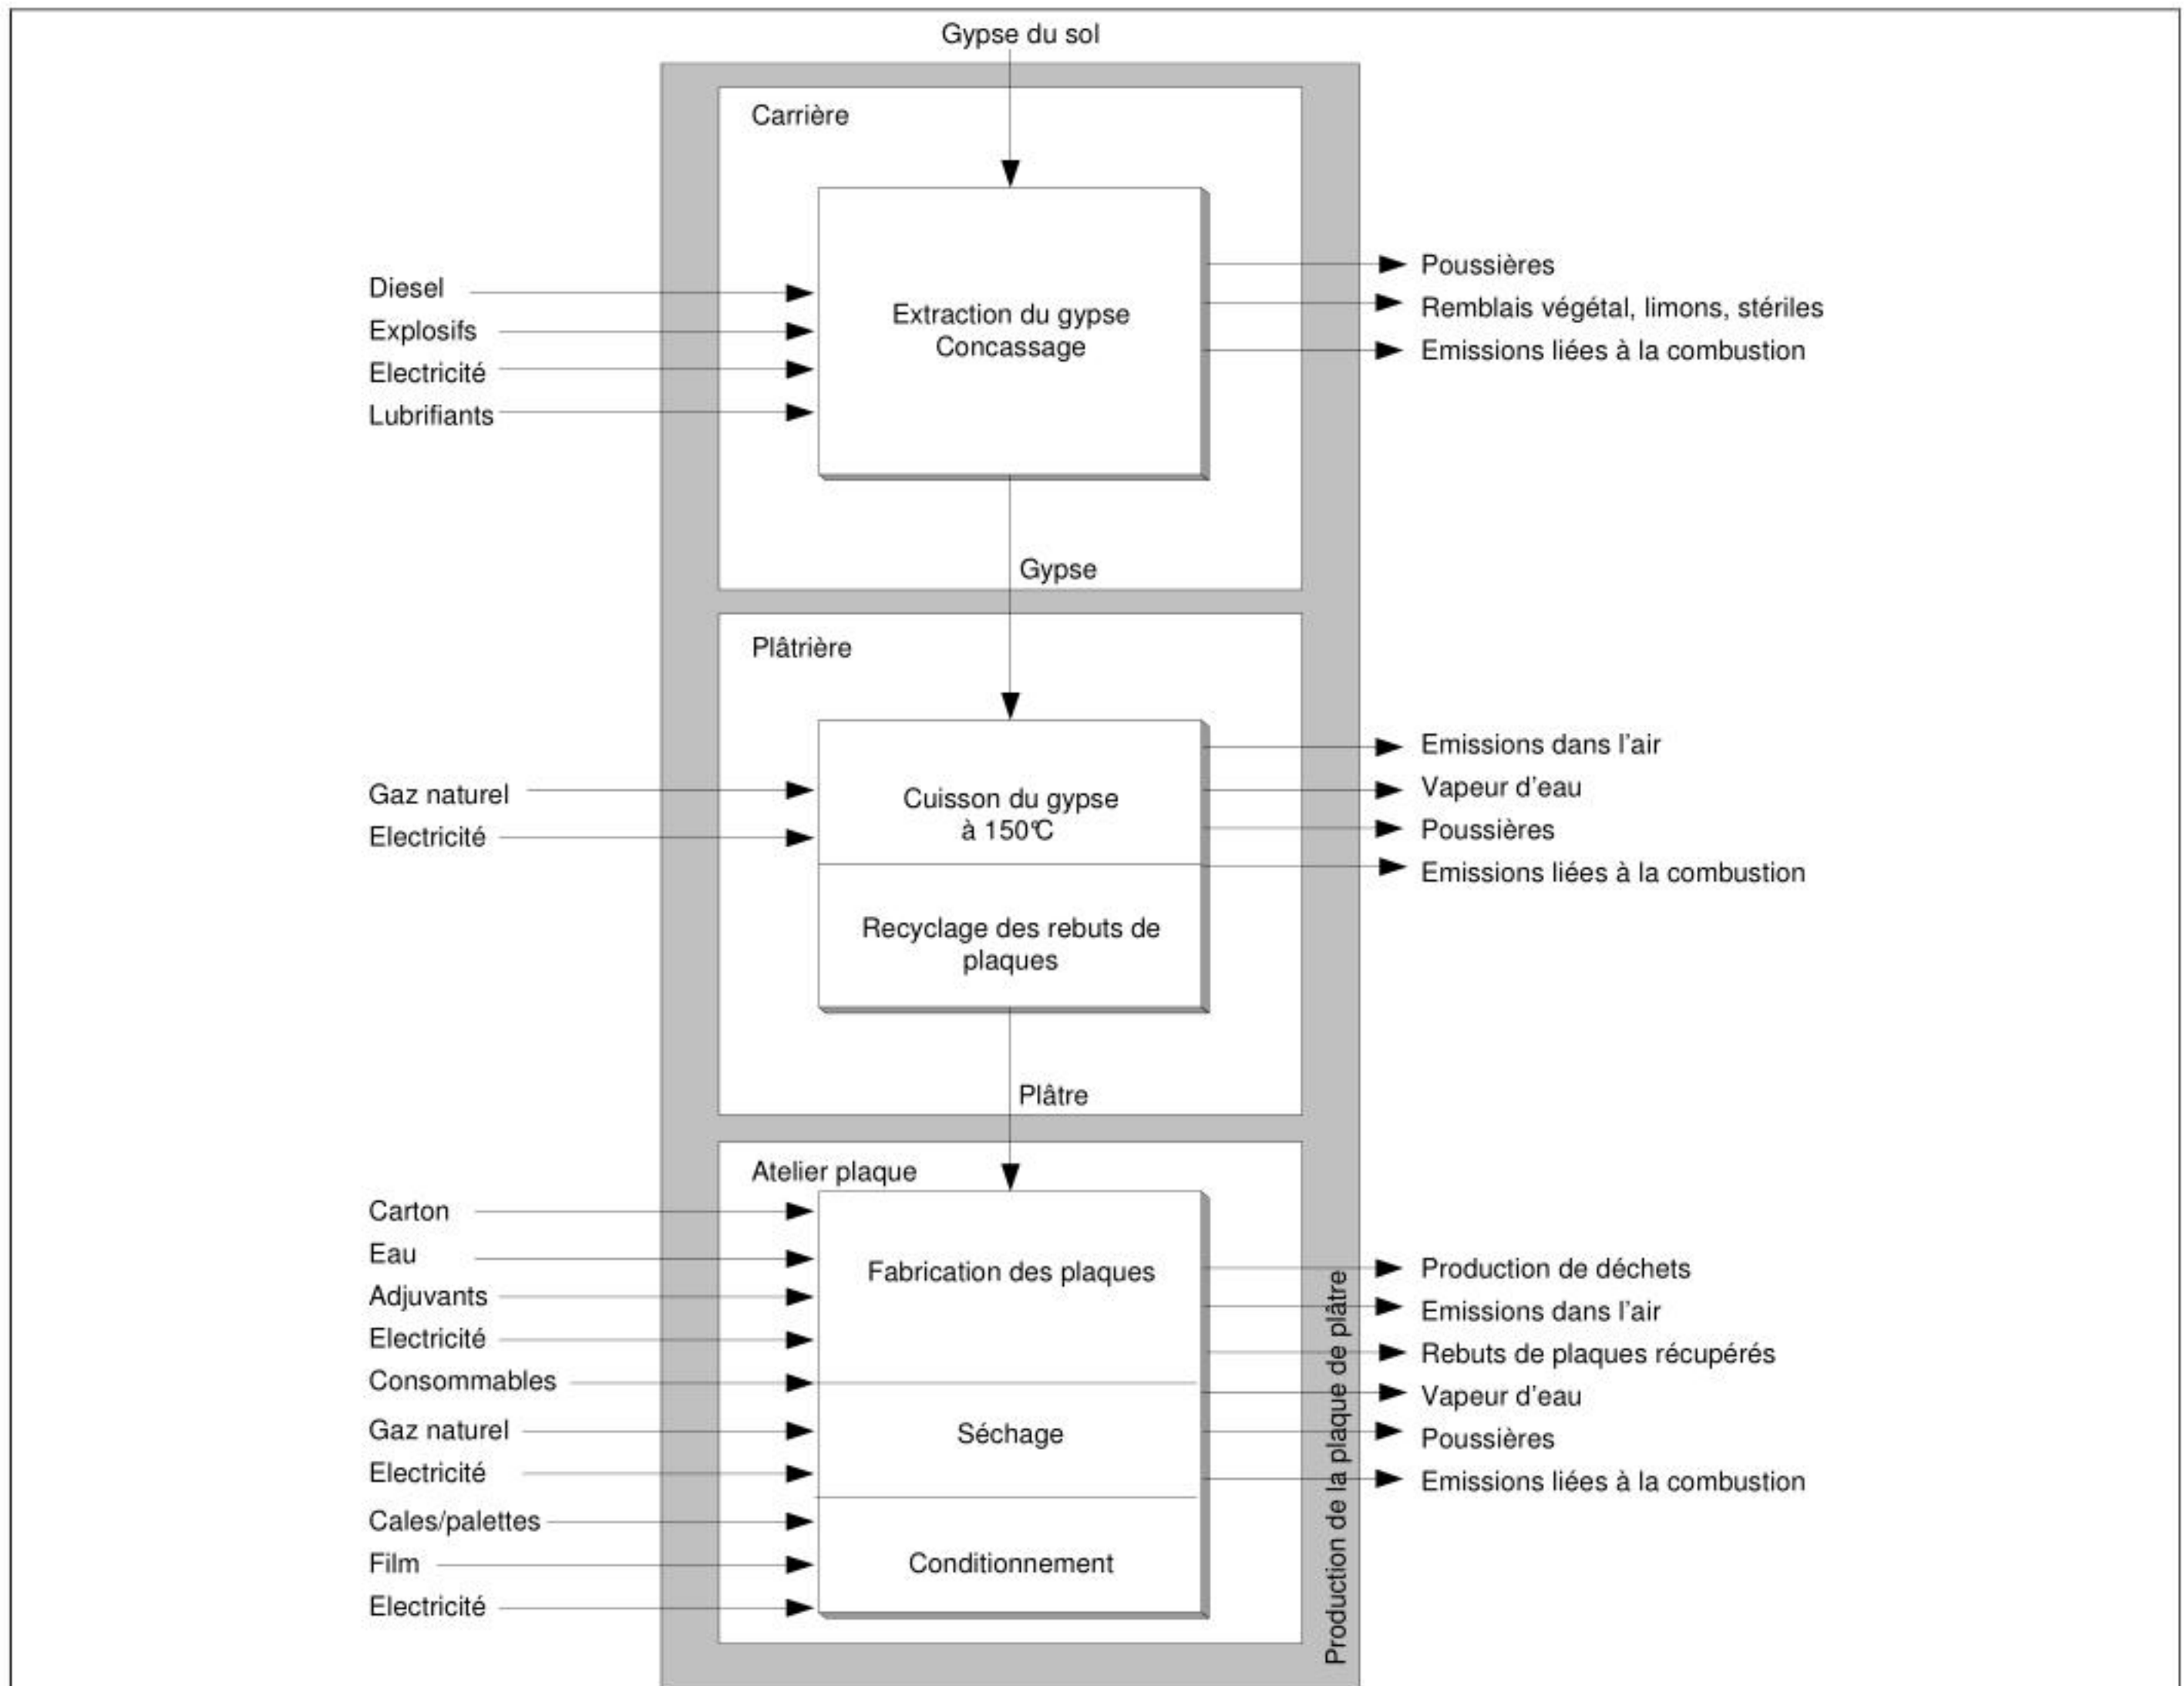 Gypse du sol
Carrière
Diesel
Explosifs
Electricité
Lubrifiants
Extraction du gypse
Concassage
Poussières
Remblais végétal, limons, stériles
Emissions liées à la combustion
Gypse
Plâtrière
Gaz naturel
Electricité
Cuisson du gypse
à 150°C
Recyclage des rebuts de
plaques
Emissions dans l'air
Vapeur d'eau
Poussières
Emissions liées à la combustion
Plâtre
Atelier plaque
Carton
Eau
Adjuvants
Electricité
Consommables
Gaz naturel
Electricité
Cales/palettes
Film
Electricité
Fabrication des plaques
Séchage
Conditionnement
Production de la plaque de plâtre
Production de déchets
Emissions dans l'air
Rebuts de plaques récupérés
Vapeur d'eau
Poussières
Emissions liées à la combustion